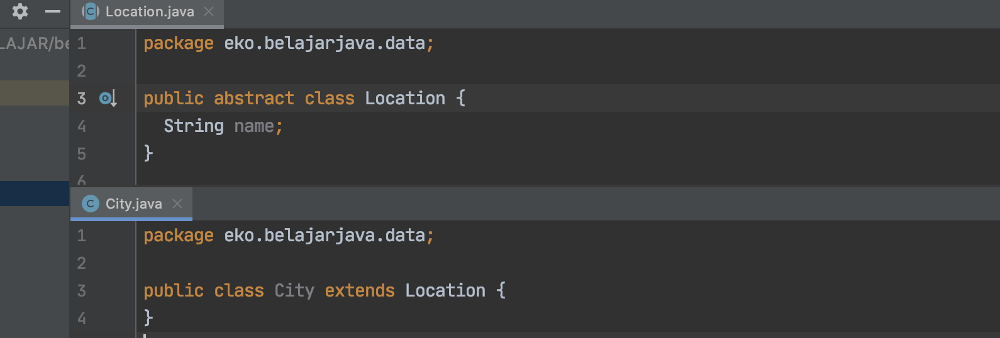 Location.java
LAJAR/be
1 package eko.belajarjava.data;
2
3 public abstract class Location {
4 String name;
5 }
6
City.java
1 package eko.belajarjava.data;
2
3 public class City extends Location {
4 }